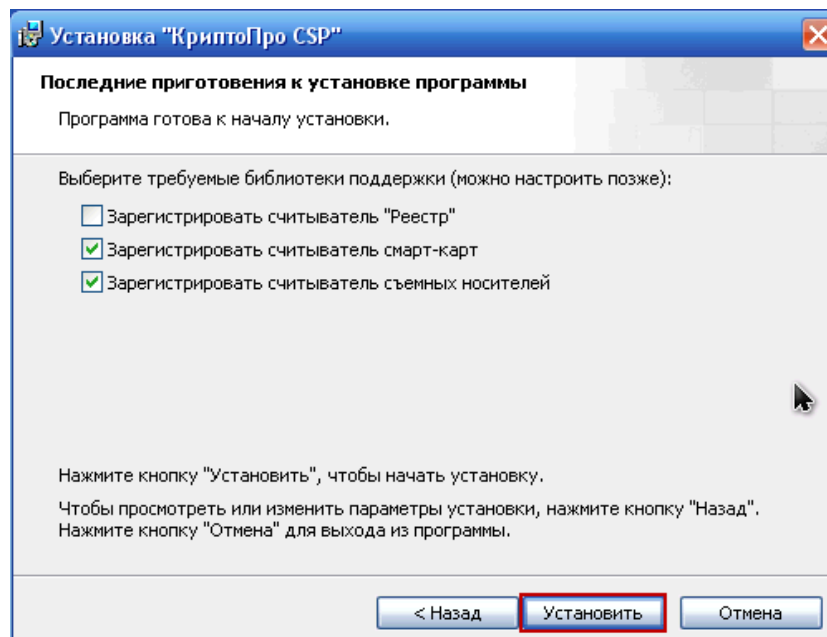 Установка "КриптоПро CSP"
Последние приготовения к установке программы
Программа готова к началу установки.
Выберите требуемые библиотеки поддержки (можно настроить позже):
Зарегистрировать считыватель "Реестр"
Зарегистрировать считыватель смарт-карт
Зарегистрировать считыватель съемных носителей
Нажмите кнопку "Установить", чтобы начать установку.
Чтобы просмотреть или изменить параметры установки, нажмите кнопку "Назад".
Нажмите кнопку "Отмена" для выхода из программы.
< Назад
Установить
Отмена